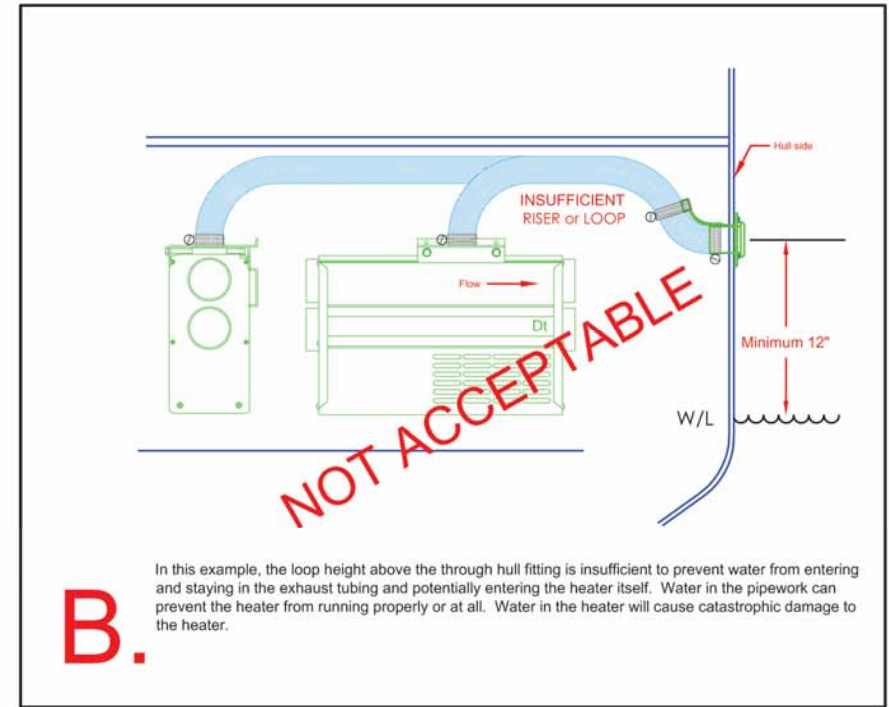 Hull side
INSUFFICIENT
RISER or LOOP
Flow
Dt
Minimum 12"
W/L
NOT ACCEPTABLE
B.
In this example, the loop height above the through hull fitting is insufficient to prevent water from entering
and staying in the exhaust tubing and potentially entering the heater itself.  Water in the pipework can
prevent the heater from running properly or at all.  Water in the heater will cause catastrophic damage to
the heater.